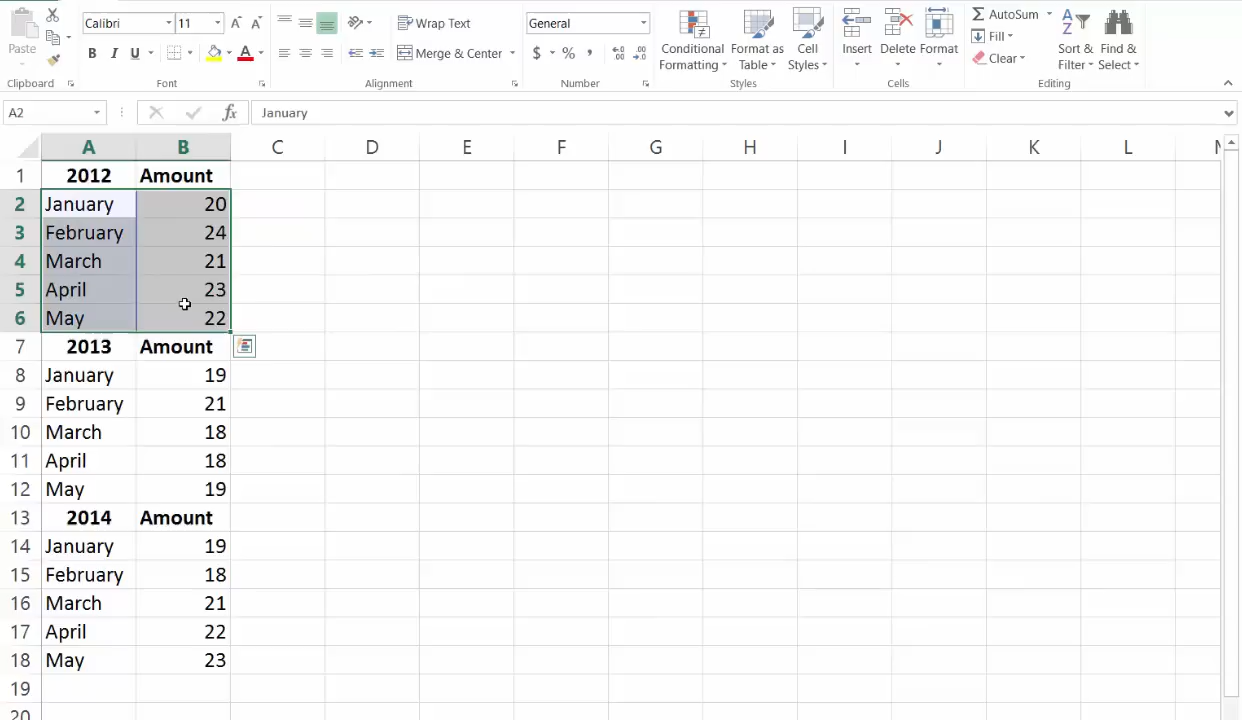 Paste
Calibri 11
B I U
Wrap Text
Merge & Center
General
$ % ,
Conditional Formatting
Format as Table
Cell Styles
Insert
Delete
Format
AutoSum
Fill
Clear
Sort & Filter
Find & Select
Clipboard Font Alignment Number Styles Cells Editing
A2 fx January
A B C D E F G H I J K L M
1 2012 Amount
2 January 20
3 February 24
4 March 21
5 April 23
6 May 22
7 2013 Amount
8 January 19
9 February 21
10 March 18
11 April 18
12 May 19
13 2014 Amount
14 January 19
15 February 18
16 March 21
17 April 22
18 May 23
19
20